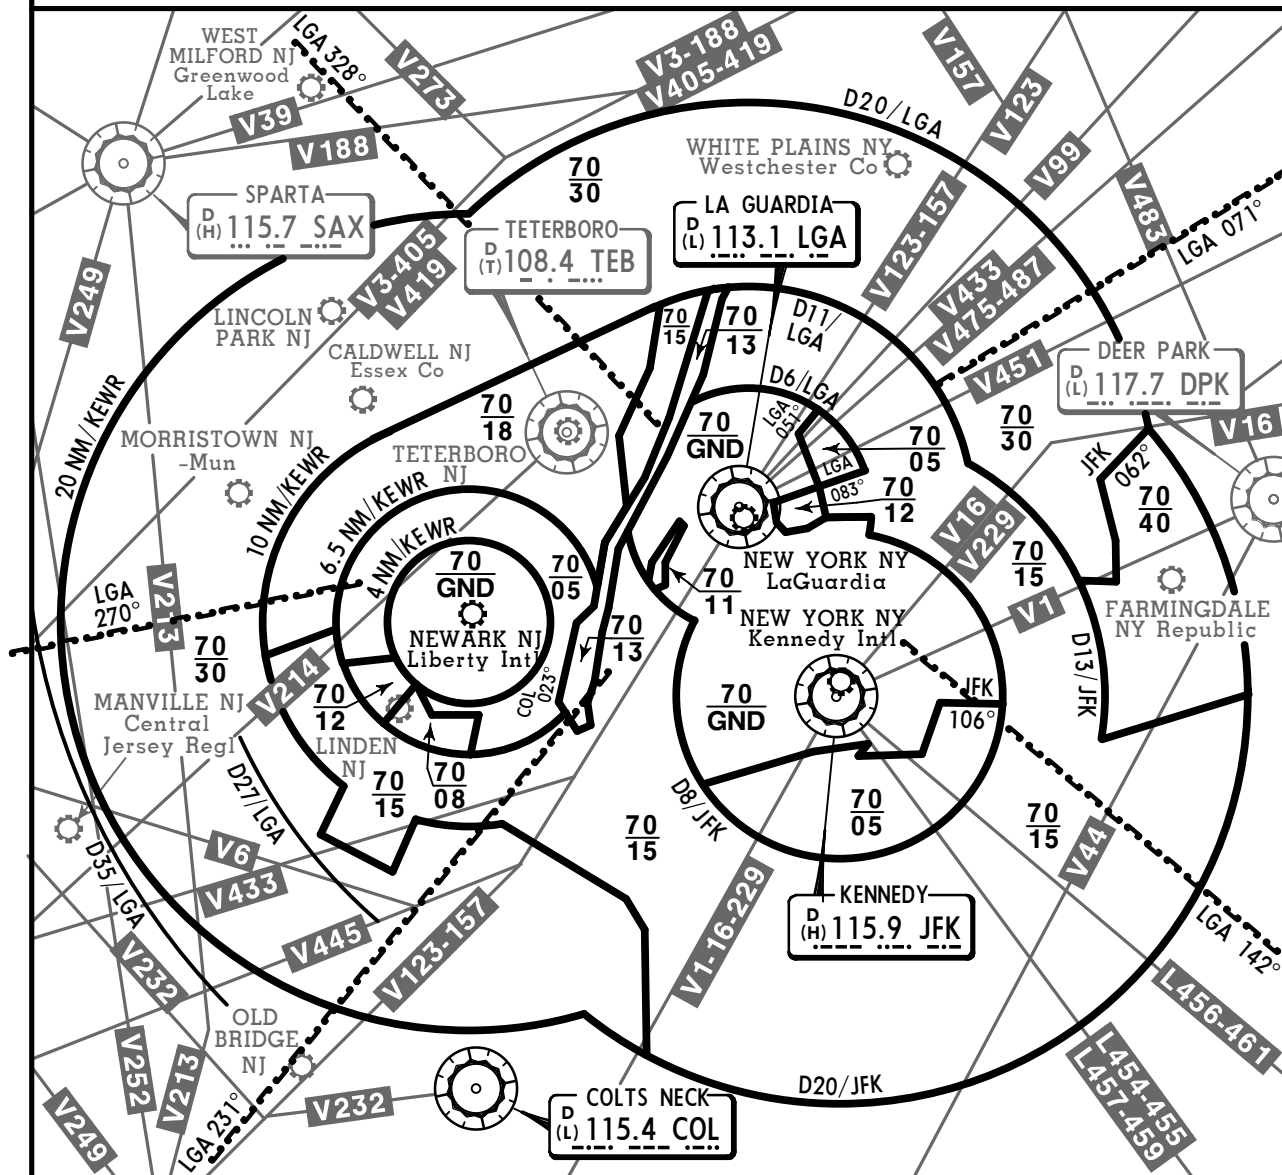 WEST
MILFORD NJ
Greenwood
Lake
LGA 328°
V273
V3-188
V405-419
V157
V123
D20/LGA
V39
V188
WHITE PLAINS NY
Westchester Co
V99
70
30
SPARTA
D
(H) 115.7 SAX
TETERBORO
D
(T) 108.4 TEB
LA GUARDIA
D
(L) 113.1 LGA
V123-157
V483
LGA 071°
V249
V3-405
V419
LINCOLN
PARK NJ
CALDWELL NJ
Essex Co
70
15
70
13
D11/
LGA
V433
V475-487
V451
DEER PARK
D
(L) 117.7 DPK
20 NM/KEWR
D6/LGA
70
18
70
GND
LGA
051°
70
05
70
30
V16
MORRISTOWN NJ
-Mun
TETERBORO
NJ
LGA
083°
70
12
JFK
062°
70
40
10 NM/KEWR
6.5 NM/KEWR
4 NM/KEWR
V16
V229
70
GND
70
05
NEW YORK NY
LaGuardia
70
11
70
15
LGA
270°
V213
NEWARK NJ
Liberty Intl
NEW YORK NY
Kennedy Intl
V1
FARMINGDALE
NY Republic
70
30
70
13
COL
023°
D13/JFK
V214
MANVILLE NJ
Central
Jersey Regl
70
12
LINDEN
NJ
70
GND
JFK
106°
D27/LGA
70
15
70
08
D8/JFK
70
05
70
15
70
15
V44
D35/LGA
V6
V433
V445
V123-157
V1-16-229
KENNEDY
D
(H) 115.9 JFK
LGA 142°
V232
OLD
BRIDGE
NJ
L456-461
V252
V213
V249
LGA 231°
V232
COLTS NECK
D
(L) 115.4 COL
D20/JFK
L454-455
L457-459